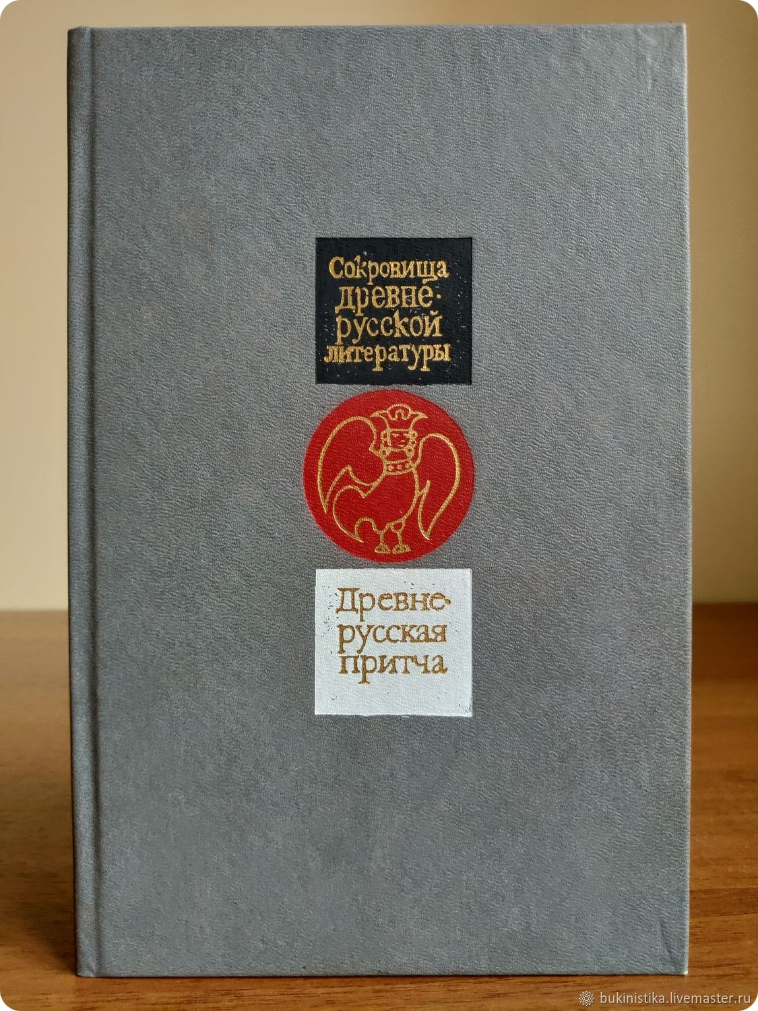 Сокровища
древне-
русской
литературы
Древне-
русская
притча
bukinistika.livemaster.ru